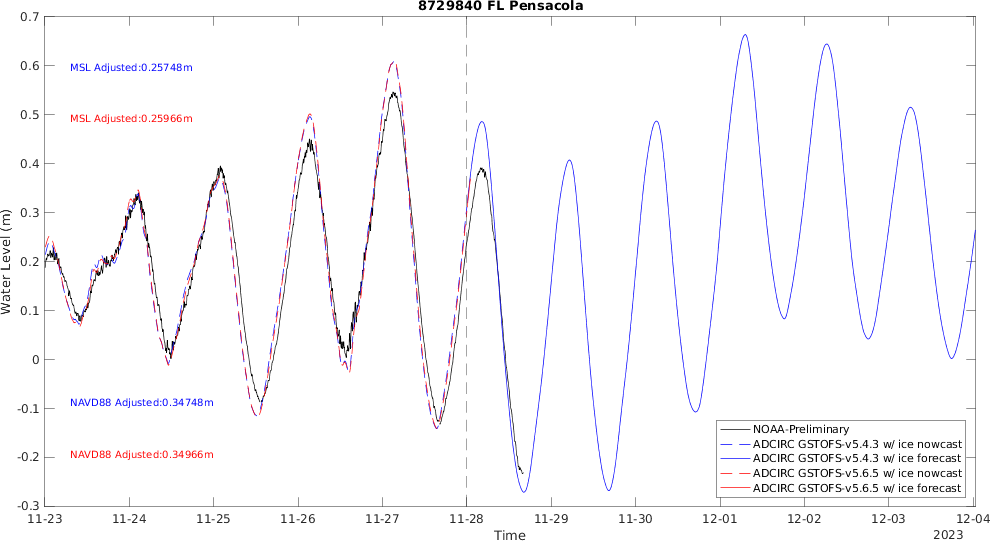 8729840 FL Pensacola
0.7
0.6
0.5
0.4
0.3
0.2
0.1
0
-0.1
-0.2
-0.3
Water Level (m)
MSL Adjusted:0.25748m
MSL Adjusted:0.25966m
NAVD88 Adjusted:0.34748m
NAVD88 Adjusted:0.34966m
NOAA-Preliminary
ADCIRC GSTOFS-v5.4.3 w/ ice nowcast
ADCIRC GSTOFS-v5.4.3 w/ ice forecast
ADCIRC GSTOFS-v5.6.5 w/ ice nowcast
ADCIRC GSTOFS-v5.6.5 w/ ice forecast
11-23 11-24 11-25 11-26 11-27 11-28 11-29 11-30 12-01 12-02 12-03 12-04
Time
2023